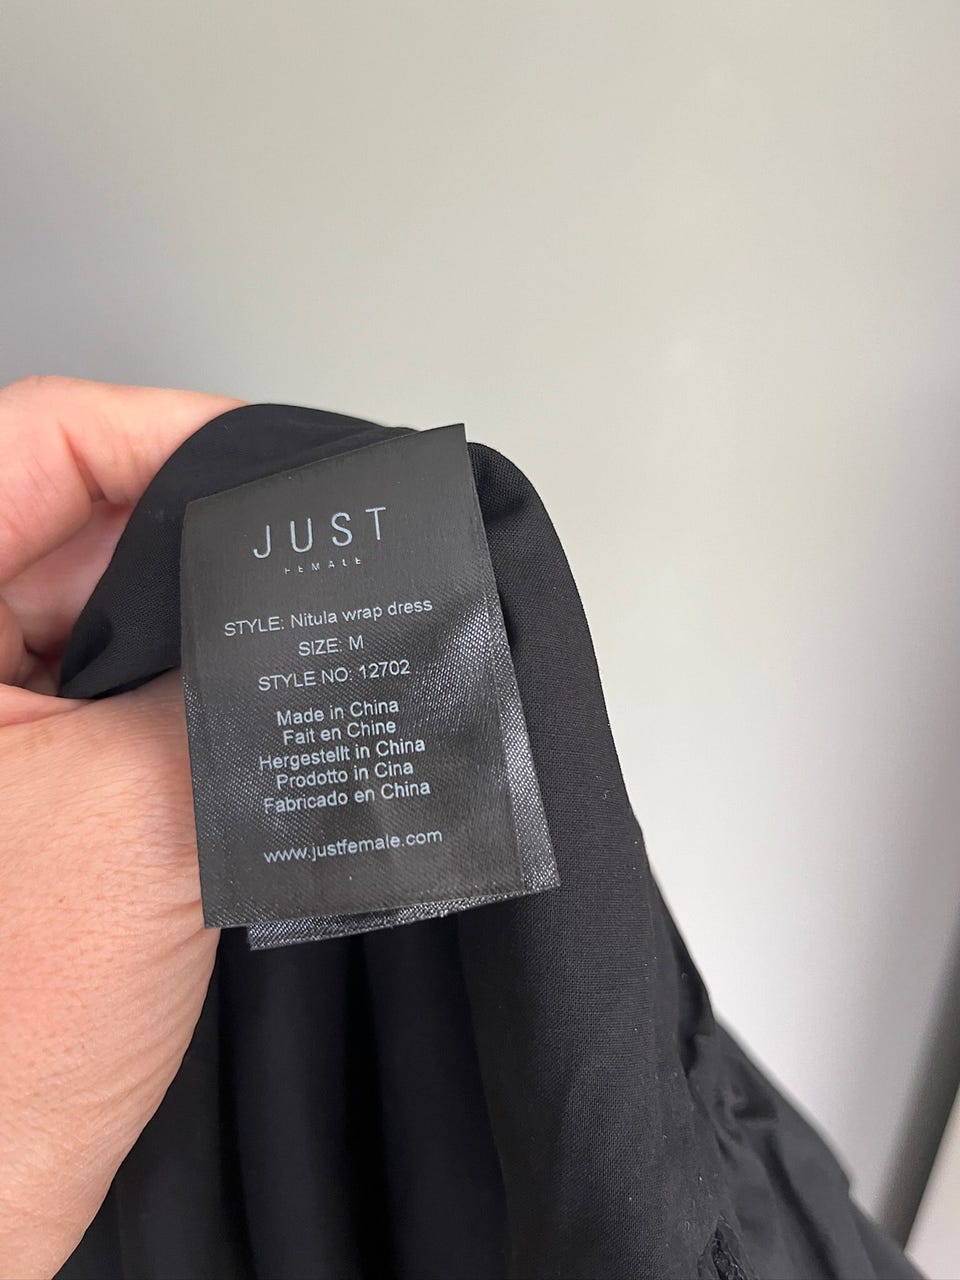 JUST
FEMALE
STYLE: Nitula wrap dress
SIZE: M
STYLE NO: 12702
Made in China
Fait en Chine
Hergestellt in China
Prodotto in Cina
Fabricado en China
www.justfemale.com